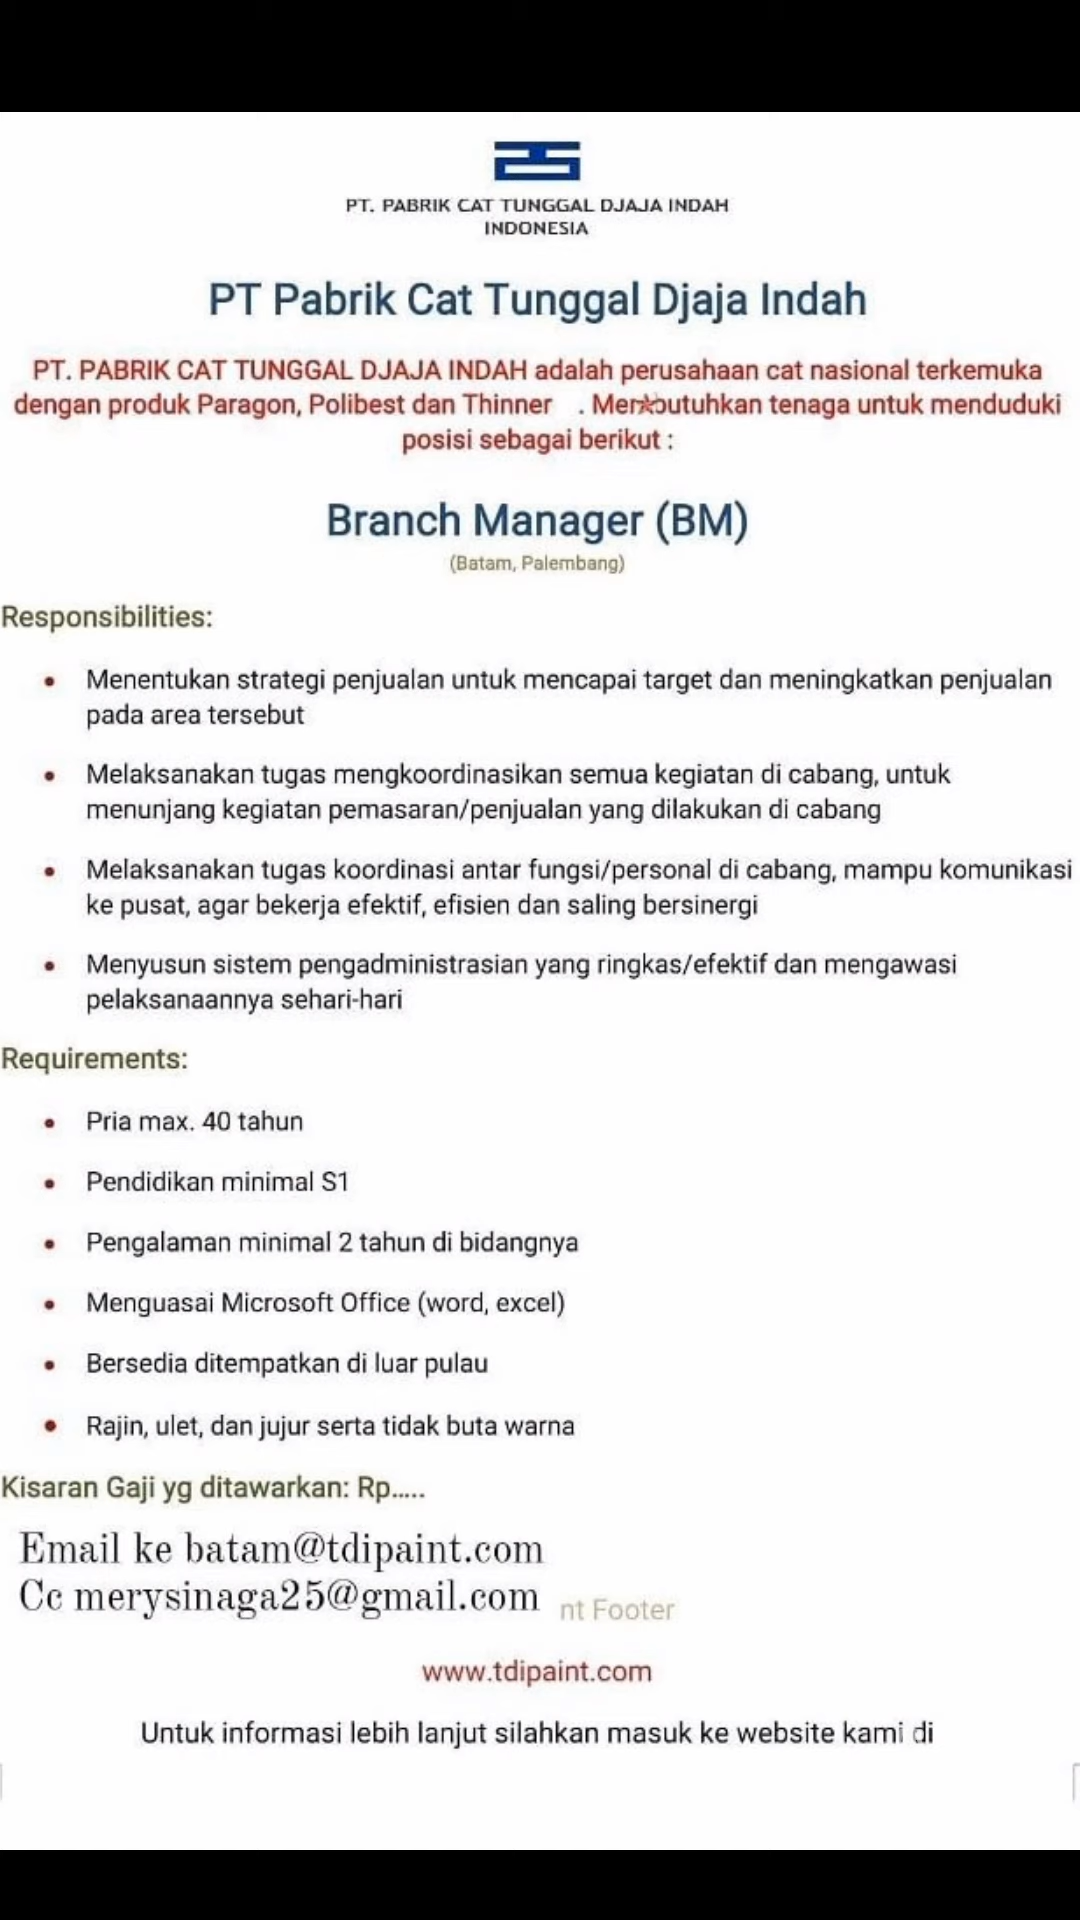 PT. PABRIK CAT TUNGGAL DJAJA INDAH
INDONESIA
PT Pabrik Cat Tunggal Djaja Indah
PT. PABRIK CAT TUNGGAL DJAJA INDAH adalah perusahaan cat nasional terkemuka
dengan produk Paragon, Polibest dan Thinner . Membutuhkan tenaga untuk menduduki
posisi sebagai berikut :
Branch Manager (BM)
(Batam, Palembang)
Responsibilities:
• Menentukan strategi penjualan untuk mencapai target dan meningkatkan penjualan
pada area tersebut
• Melaksanakan tugas mengkoordinasikan semua kegiatan di cabang, untuk
menunjang kegiatan pemasaran/penjualan yang dilakukan di cabang
• Melaksanakan tugas koordinasi antar fungsi/personal di cabang, mampu komunikasi
ke pusat, agar bekerja efektif, efisien dan saling bersinergi
• Menyusun sistem pengadministrasian yang ringkas/efektif dan mengawasi
pelaksanaannya sehari-hari
Requirements:
• Pria max. 40 tahun
• Pendidikan minimal S1
• Pengalaman minimal 2 tahun di bidangnya
• Menguasai Microsoft Office (word, excel)
• Bersedia ditempatkan di luar pulau
• Rajin, ulet, dan jujur serta tidak buta warna
Kisaran Gaji yg ditawarkan: Rp.....
Email ke batam@tdipaint.com
Cc merysinaga25@gmail.com
nt Footer
www.tdipaint.com
Untuk informasi lebih lanjut silahkan masuk ke website kami di